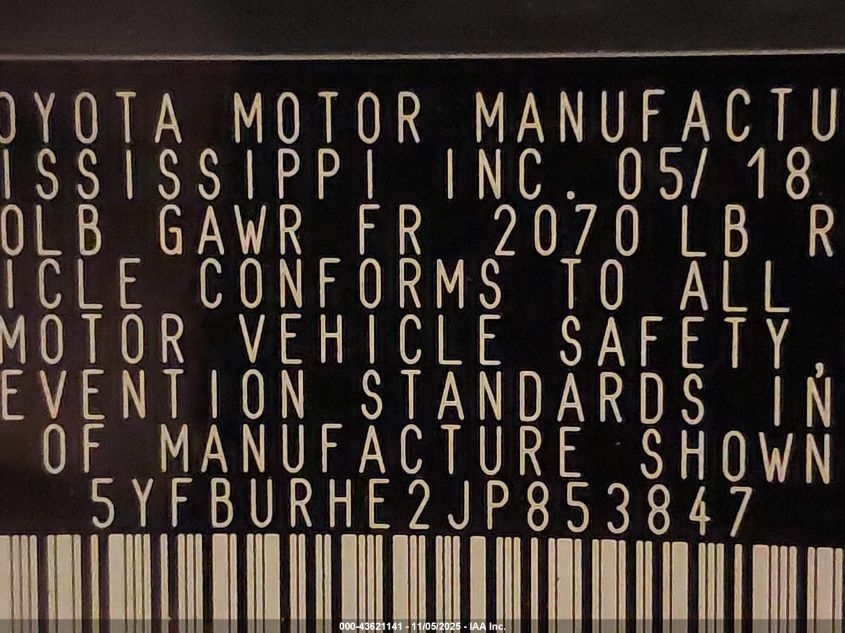 OYOTA MOTOR MANUFACTU
ISSISSIPPI INC. 05/ 18
OLB GAWR FR 2070 LB R
ICLE CONFORMS TO ALL
MOTOR VEHICLE SAFETY,
EVENTION STANDARDS IN
OF MANUFACTURE SHOWN
5YFBURHE2JP853847
000-43621141 - 11/05/2025 - IAA Inc.